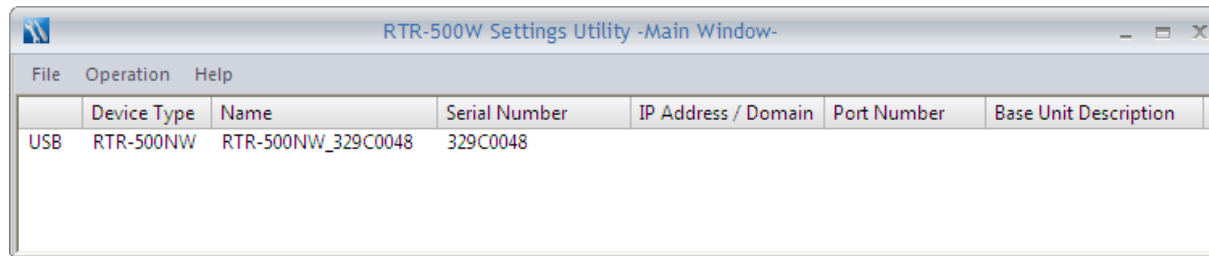 RTR-500W Settings Utility -Main Window-
File Operation Help
Device Type Name Serial Number IP Address / Domain Port Number Base Unit Description
USB RTR-500NW RTR-500NW_329C0048 329C0048